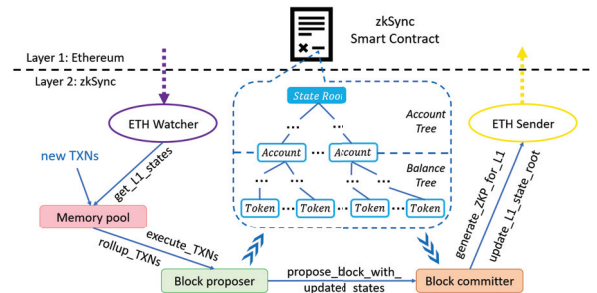 zkSync
Smart Contract
Layer 1: Ethereum
Layer 2: zkSync
State Root
ETH Watcher
Account
Tree
ETH Sender
new TXNs
get_L1_states
... ...
Account ... Account
Balance
Tree
... ... ...
Token ... Token ... Token ... Token
generate_ZKP_for_L1
update_L1_state_root
Memory pool
execute_TXNs
rollup_TXNs
Block proposer
propose_block_with_
updated_states
Block committer